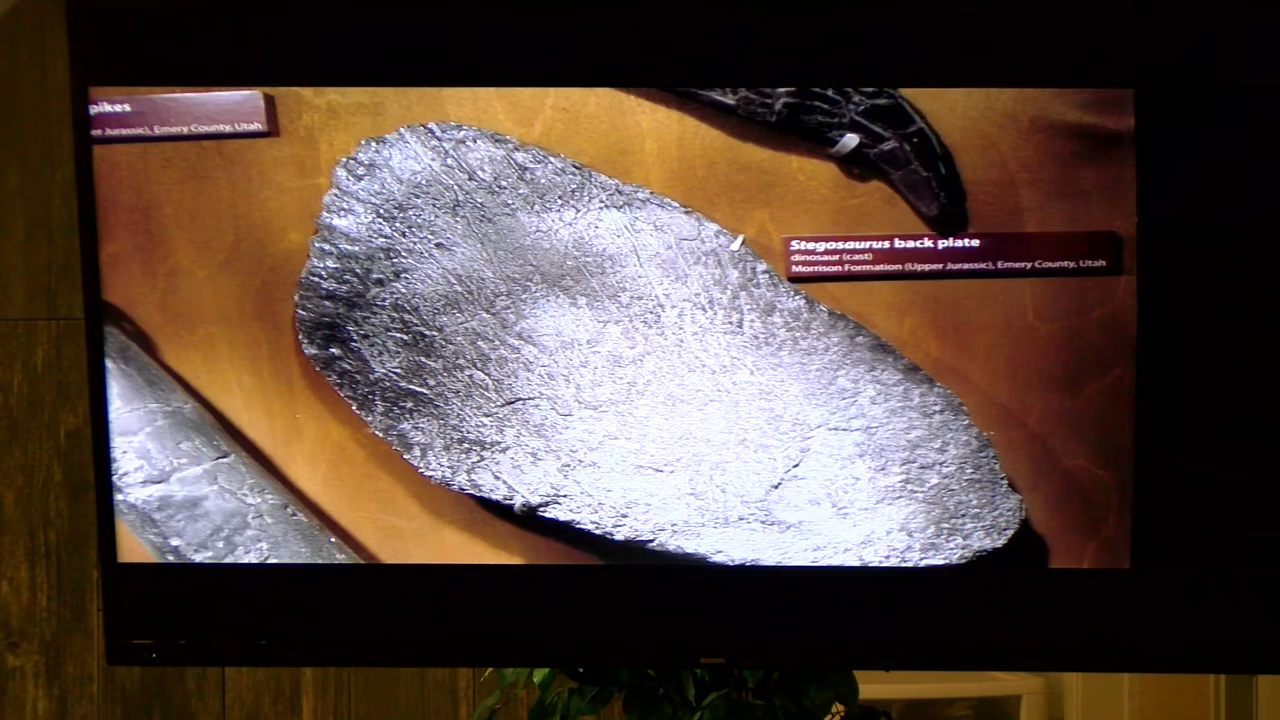 pikes
er Jurassic), Emery County, Utah
Stegosaurus back plate
dinosaur (cast)
Morrison Formation (Upper Jurassic), Emery County, Utah